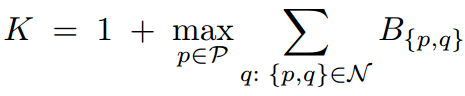 K = 1 + max_{p∈𝒫} ∑_{q: {p,q}∈𝒩} B_{{p,q}}